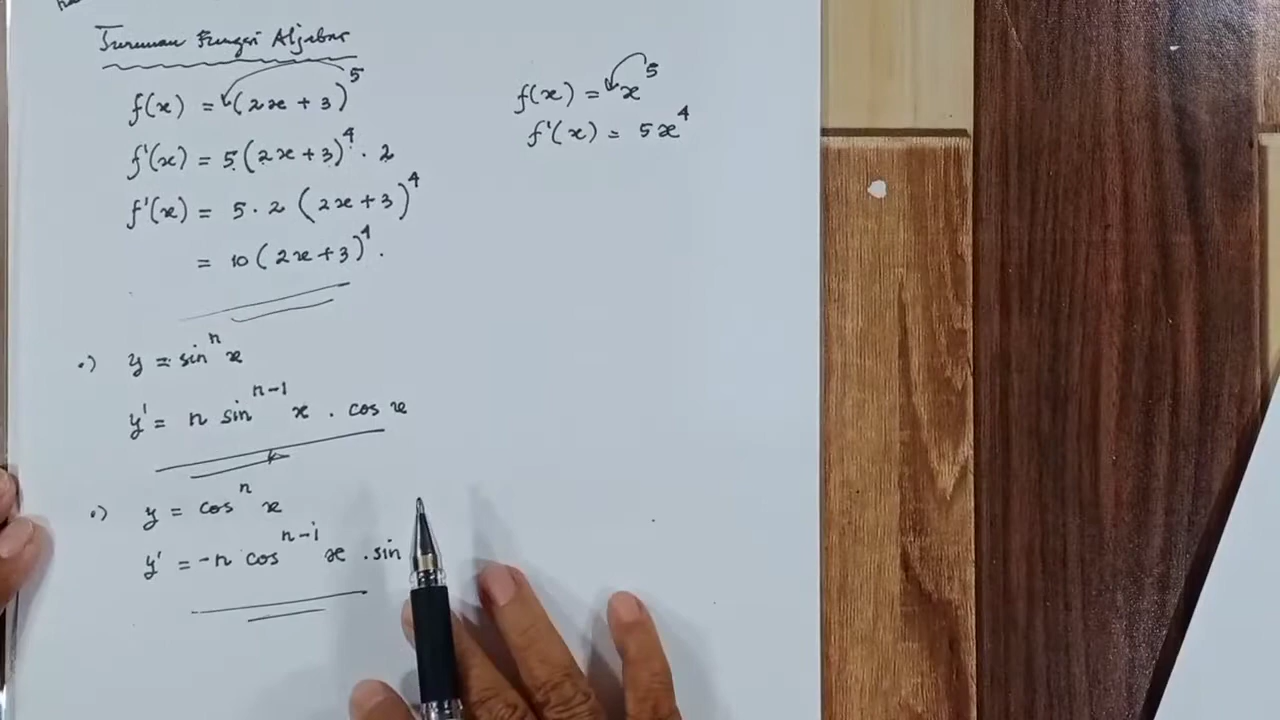 Turunan Fungsi Aljabar
f(x) = (2x + 3)^5
f'(x) = 5(2x+3)^4 . 2
f'(x) = 5 . 2 (2x+3)^4
= 10(2x+3)^4.
f(x) = x^5
f'(x) = 5x^4
.) y = sin^n x
y' = n sin^{n-1} x . cos x
.) y = cos^n x
y' = -n cos^{n-1} x . sin